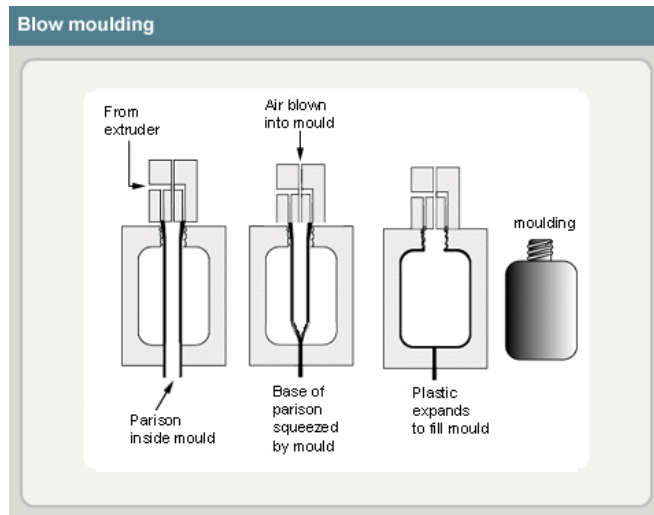 Blow moulding
From
extruder
Air blown
into mould
moulding
Parison
inside mould
Base of
parison
squeezed
by mould
Plastic
expands
to fill mould